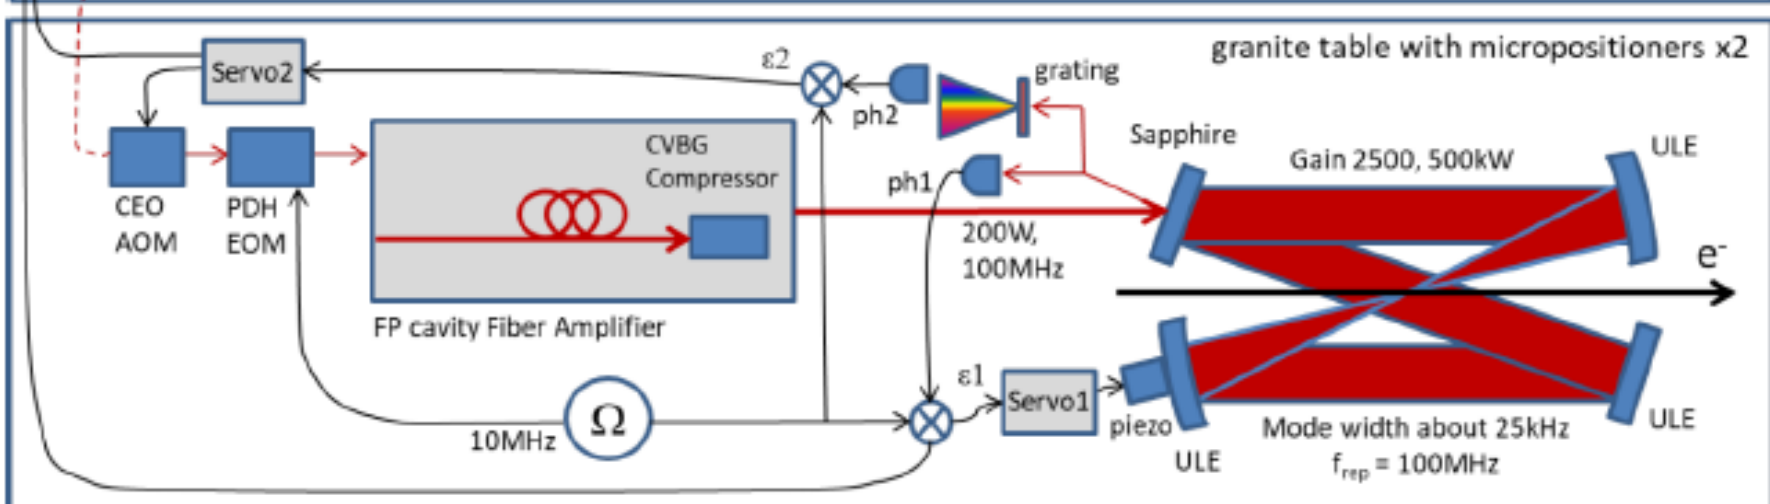 granite table with micropositioners x2
Servo2
ε2
grating
ph2
Sapphire
ULE
CVBG
Compressor
Gain 2500, 500kW
ph1
CEO
AOM
PDH
EOM
200W,
100MHz
e-
FP cavity Fiber Amplifier
ε1
Servo1
Ω
10MHz
piezo
ULE
Mode width about 25kHz
frep = 100MHz
ULE